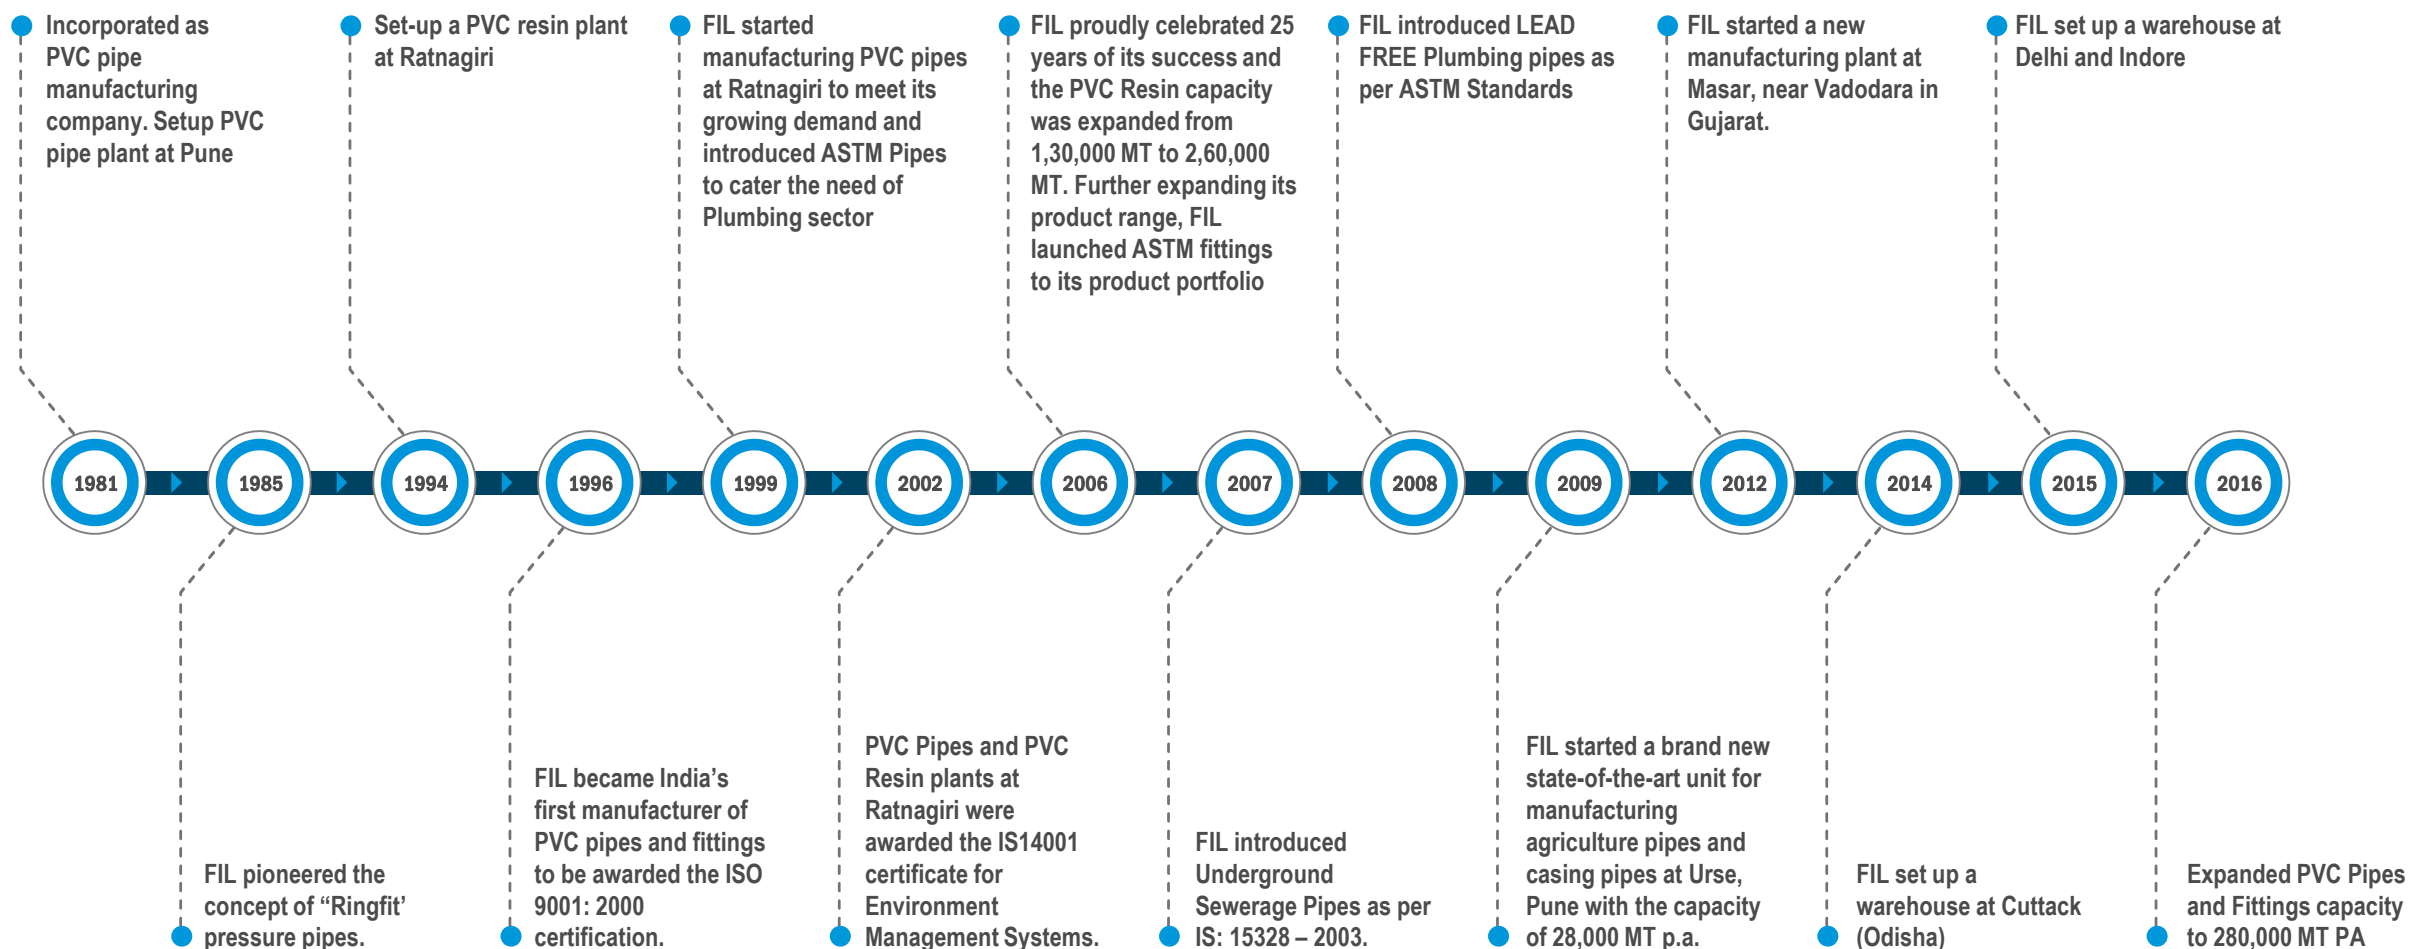 Incorporated as
PVC pipe
manufacturing
company. Setup PVC
pipe plant at Pune
Set-up a PVC resin plant
at Ratnagiri
FIL started
manufacturing PVC pipes
at Ratnagiri to meet its
growing demand and
introduced ASTM Pipes
to cater the need of
Plumbing sector
FIL proudly celebrated 25
years of its success and
the PVC Resin capacity
was expanded from
1,30,000 MT to 2,60,000
MT. Further expanding its
product range, FIL
launched ASTM fittings
to its product portfolio
FIL introduced LEAD
FREE Plumbing pipes as
per ASTM Standards
FIL started a new
manufacturing plant at
Masar, near Vadodara in
Gujarat.
FIL set up a warehouse at
Delhi and Indore
1981
1985
1994
1996
1999
2002
2006
2007
2008
2009
2012
2014
2015
2016
FIL pioneered the
concept of “Ringfit’
pressure pipes.
FIL became India’s
first manufacturer of
PVC pipes and fittings
to be awarded the ISO
9001: 2000
certification.
PVC Pipes and PVC
Resin plants at
Ratnagiri were
awarded the IS14001
certificate for
Environment
Management Systems.
FIL introduced
Underground
Sewerage Pipes as per
IS: 15328 – 2003.
FIL started a brand new
state-of-the-art unit for
manufacturing
agriculture pipes and
casing pipes at Urse,
Pune with the capacity
of 28,000 MT p.a.
FIL set up a
warehouse at Cuttack
(Odisha)
Expanded PVC Pipes
and Fittings capacity
to 280,000 MT PA